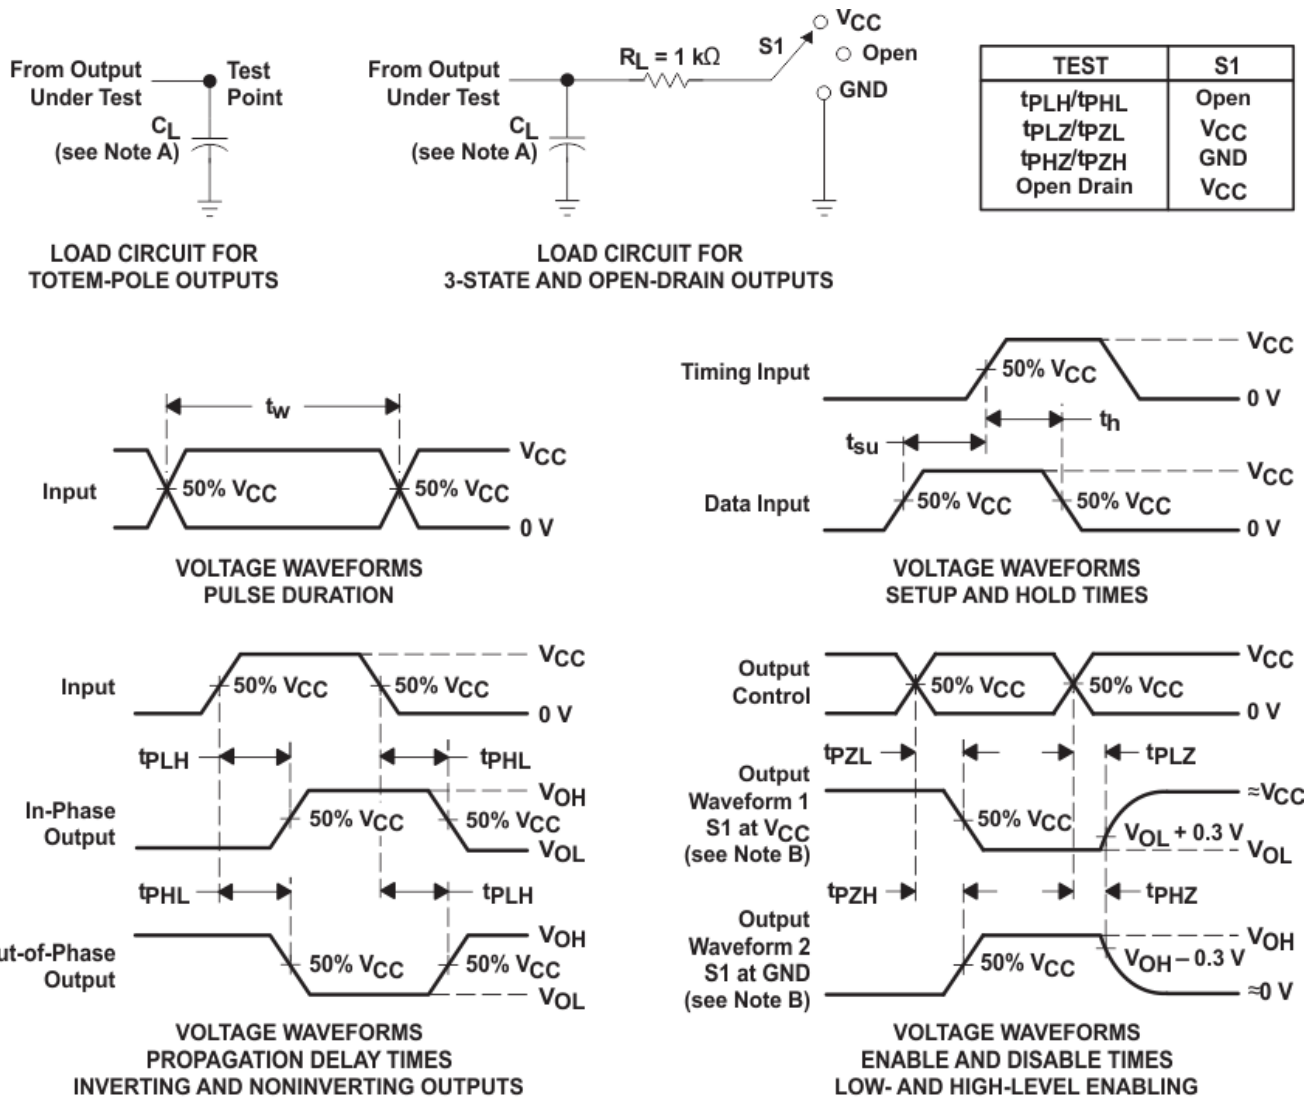 From Output
Under Test
Test
Point
CL
(see Note A)
LOAD CIRCUIT FOR
TOTEM-POLE OUTPUTS
From Output
Under Test
CL
(see Note A)
RL = 1 kΩ
S1
VCC
Open
GND
LOAD CIRCUIT FOR
3-STATE AND OPEN-DRAIN OUTPUTS
TEST S1
tPLH/tPHL Open
tPLZ/tPZL VCC
tPHZ/tPZH GND
Open Drain VCC
tw
Input
50% VCC
50% VCC
VCC
0 V
VOLTAGE WAVEFORMS
PULSE DURATION
Timing Input
50% VCC
VCC
0 V
th
tsu
Data Input
50% VCC
50% VCC
VCC
0 V
VOLTAGE WAVEFORMS
SETUP AND HOLD TIMES
Input
50% VCC
50% VCC
VCC
0 V
tPLH
tPHL
In-Phase
Output
50% VCC
50% VCC
VOH
VOL
tPHL
tPLH
ut-of-Phase
Output
50% VCC
50% VCC
VOH
VOL
VOLTAGE WAVEFORMS
PROPAGATION DELAY TIMES
INVERTING AND NONINVERTING OUTPUTS
Output
Control
50% VCC
50% VCC
VCC
0 V
tPZL
tPLZ
Output
Waveform 1
S1 at VCC
(see Note B)
50% VCC
VOL + 0.3 V
≈VCC
VOL
tPZH
tPHZ
Output
Waveform 2
S1 at GND
(see Note B)
50% VCC
VOH − 0.3 V
VOH
≈0 V
VOLTAGE WAVEFORMS
ENABLE AND DISABLE TIMES
LOW- AND HIGH-LEVEL ENABLING